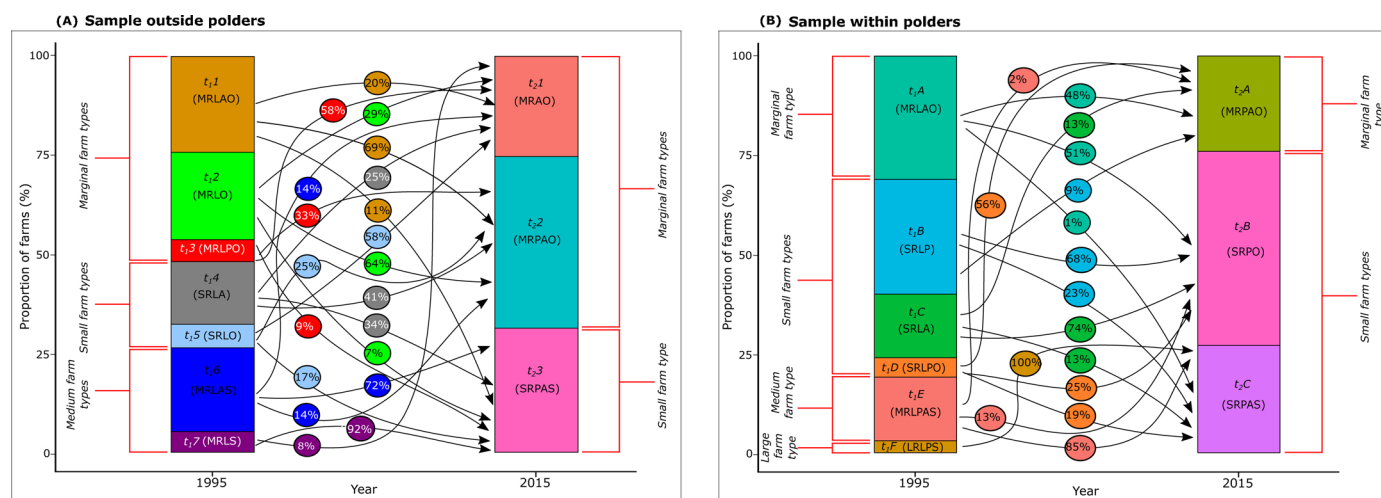 (A) Sample outside polders
Proportion of farms (%)
100
75
50
25
0
Marginal farm types
Small farm types
Medium farm
types
t₁1
(MRLAO)
t₁2
(MRLO)
t₁3 (MRLPO)
t₁4
(SRLA)
t₁5 (SRLO)
t₁6
(MRLAS)
t₁7 (MRLS)
20%
58%
29%
69%
25%
14%
33%
11%
58%
25%
64%
41%
9%
34%
7%
17%
72%
14%
92%
8%
t₂1
(MRAO)
t₂2
(MRPAO)
t₂3
(SRPAS)
Marginal farm types
Small farm type
1995
Year
2015
(B) Sample within polders
Proportion of farms (%)
100
75
50
25
0
Marginal
farm type
Small farm types
Medium
farm type
Large
farm
type
t₁A
(MRLAO)
t₁B
(SRLP)
t₁C
(SRLA)
t₁D (SRLPO)
t₁E
(MRLPAS)
t₁F (LRLPS)
2%
48%
13%
51%
9%
56%
1%
68%
23%
74%
13%
100%
25%
19%
13%
85%
t₂A
(MRPAO)
t₂B
(SRPO)
t₂C
(SRPAS)
Marginal farm
type
Small farm types
1995
Year
2015